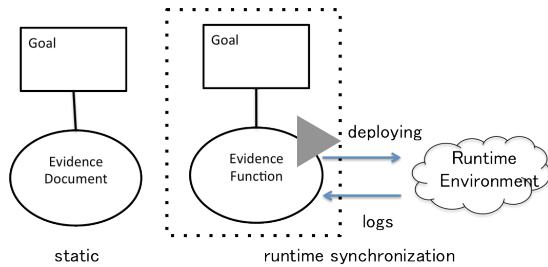 Goal
Evidence
Document
static
Goal
Evidence
Function
deploying
logs
Runtime
Environment
runtime synchronization